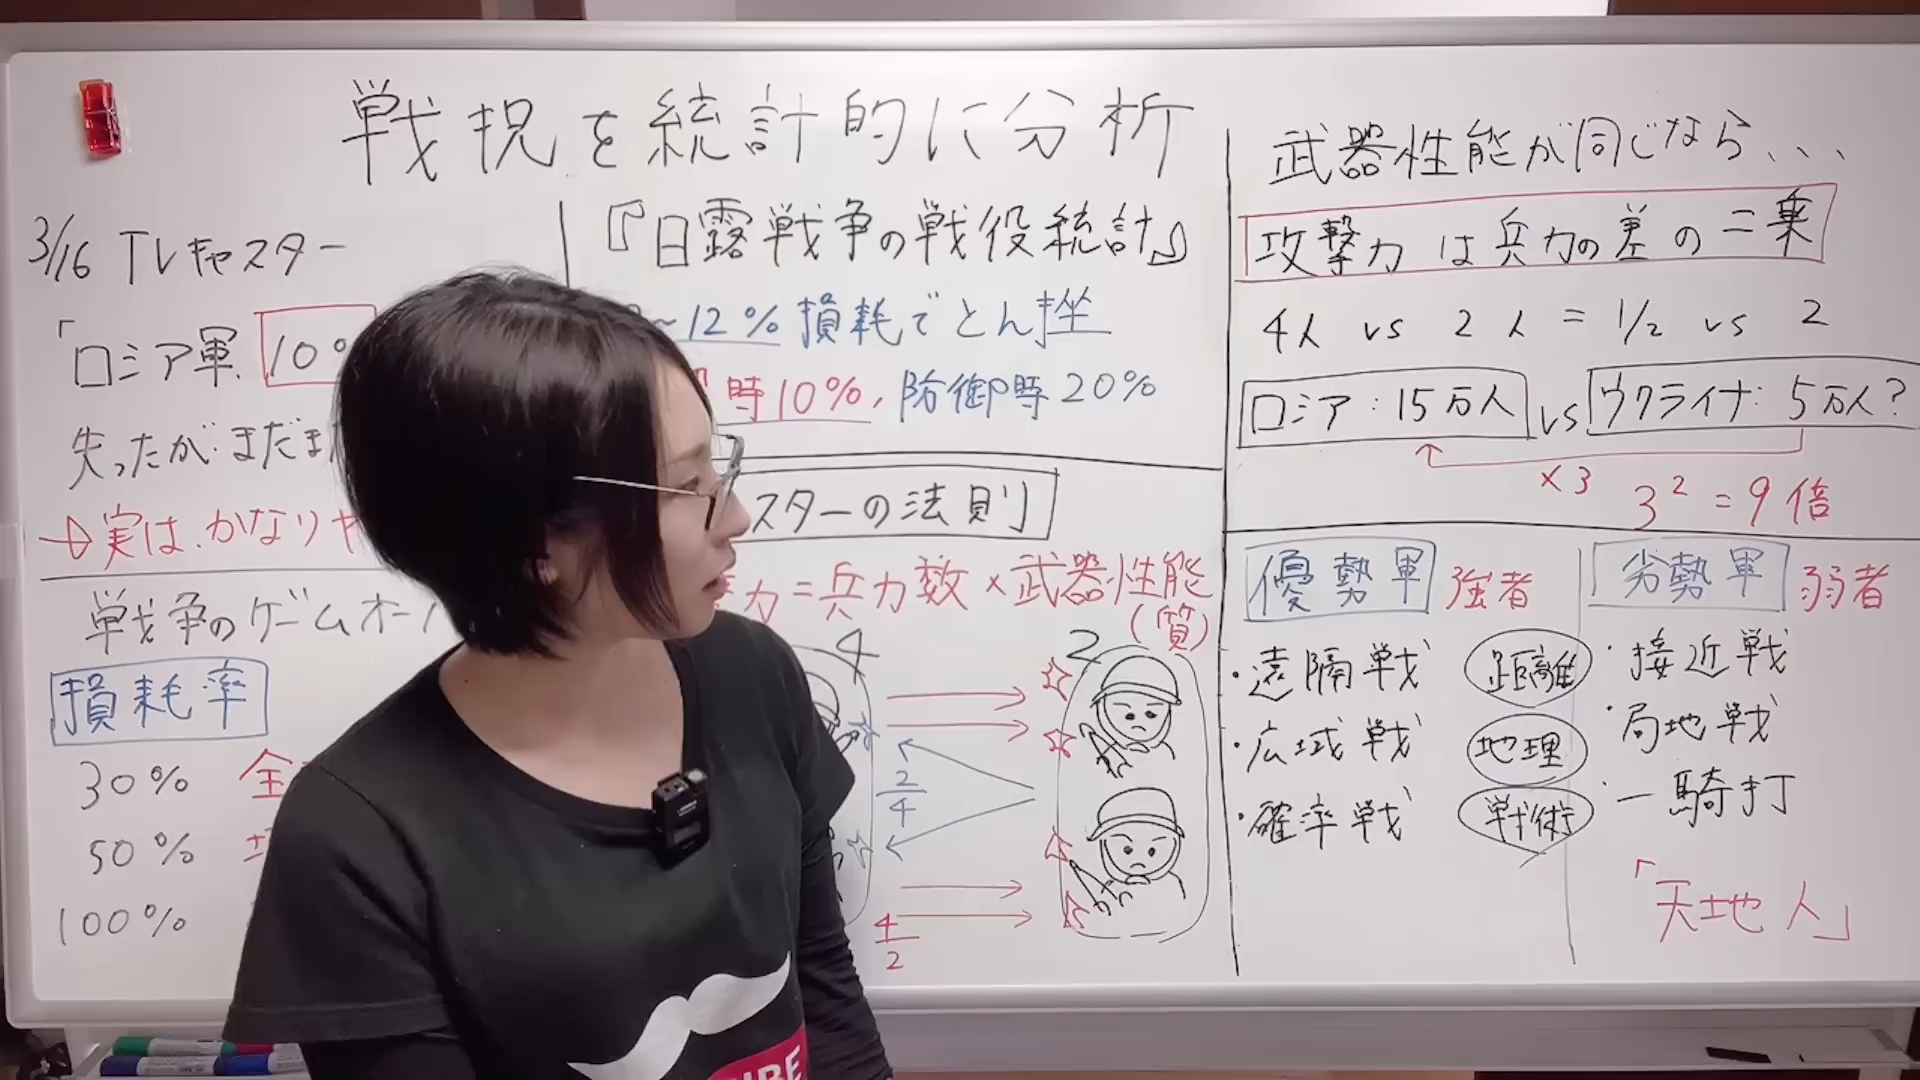 戦況を統計的に分析
3/16 TVキャスター
「ロシア軍 10
失ったが、まだま
→実は、かなりヤ
『日露戦争の戦役統計』
~12% 損耗でとん挫
時10%, 防御時20%
スターの法則
力=兵力数×武器性能
(質)
4
2
2/4
4/2
戦争のゲームオー
損耗率
30% 全
50%
100%
武器性能が同じなら...
攻撃力は兵力の差の二乗
4人 vs 2人 = 1/2 vs 2
ロシア:15万人 vs ウクライナ:5万人?
×3
3²=9倍
優勢軍 強者
劣勢軍 弱者
・遠隔戦 距離 ・接近戦
・広域戦 地理 ・局地戦
・確率戦 戦術 ・一騎打
「天地人」